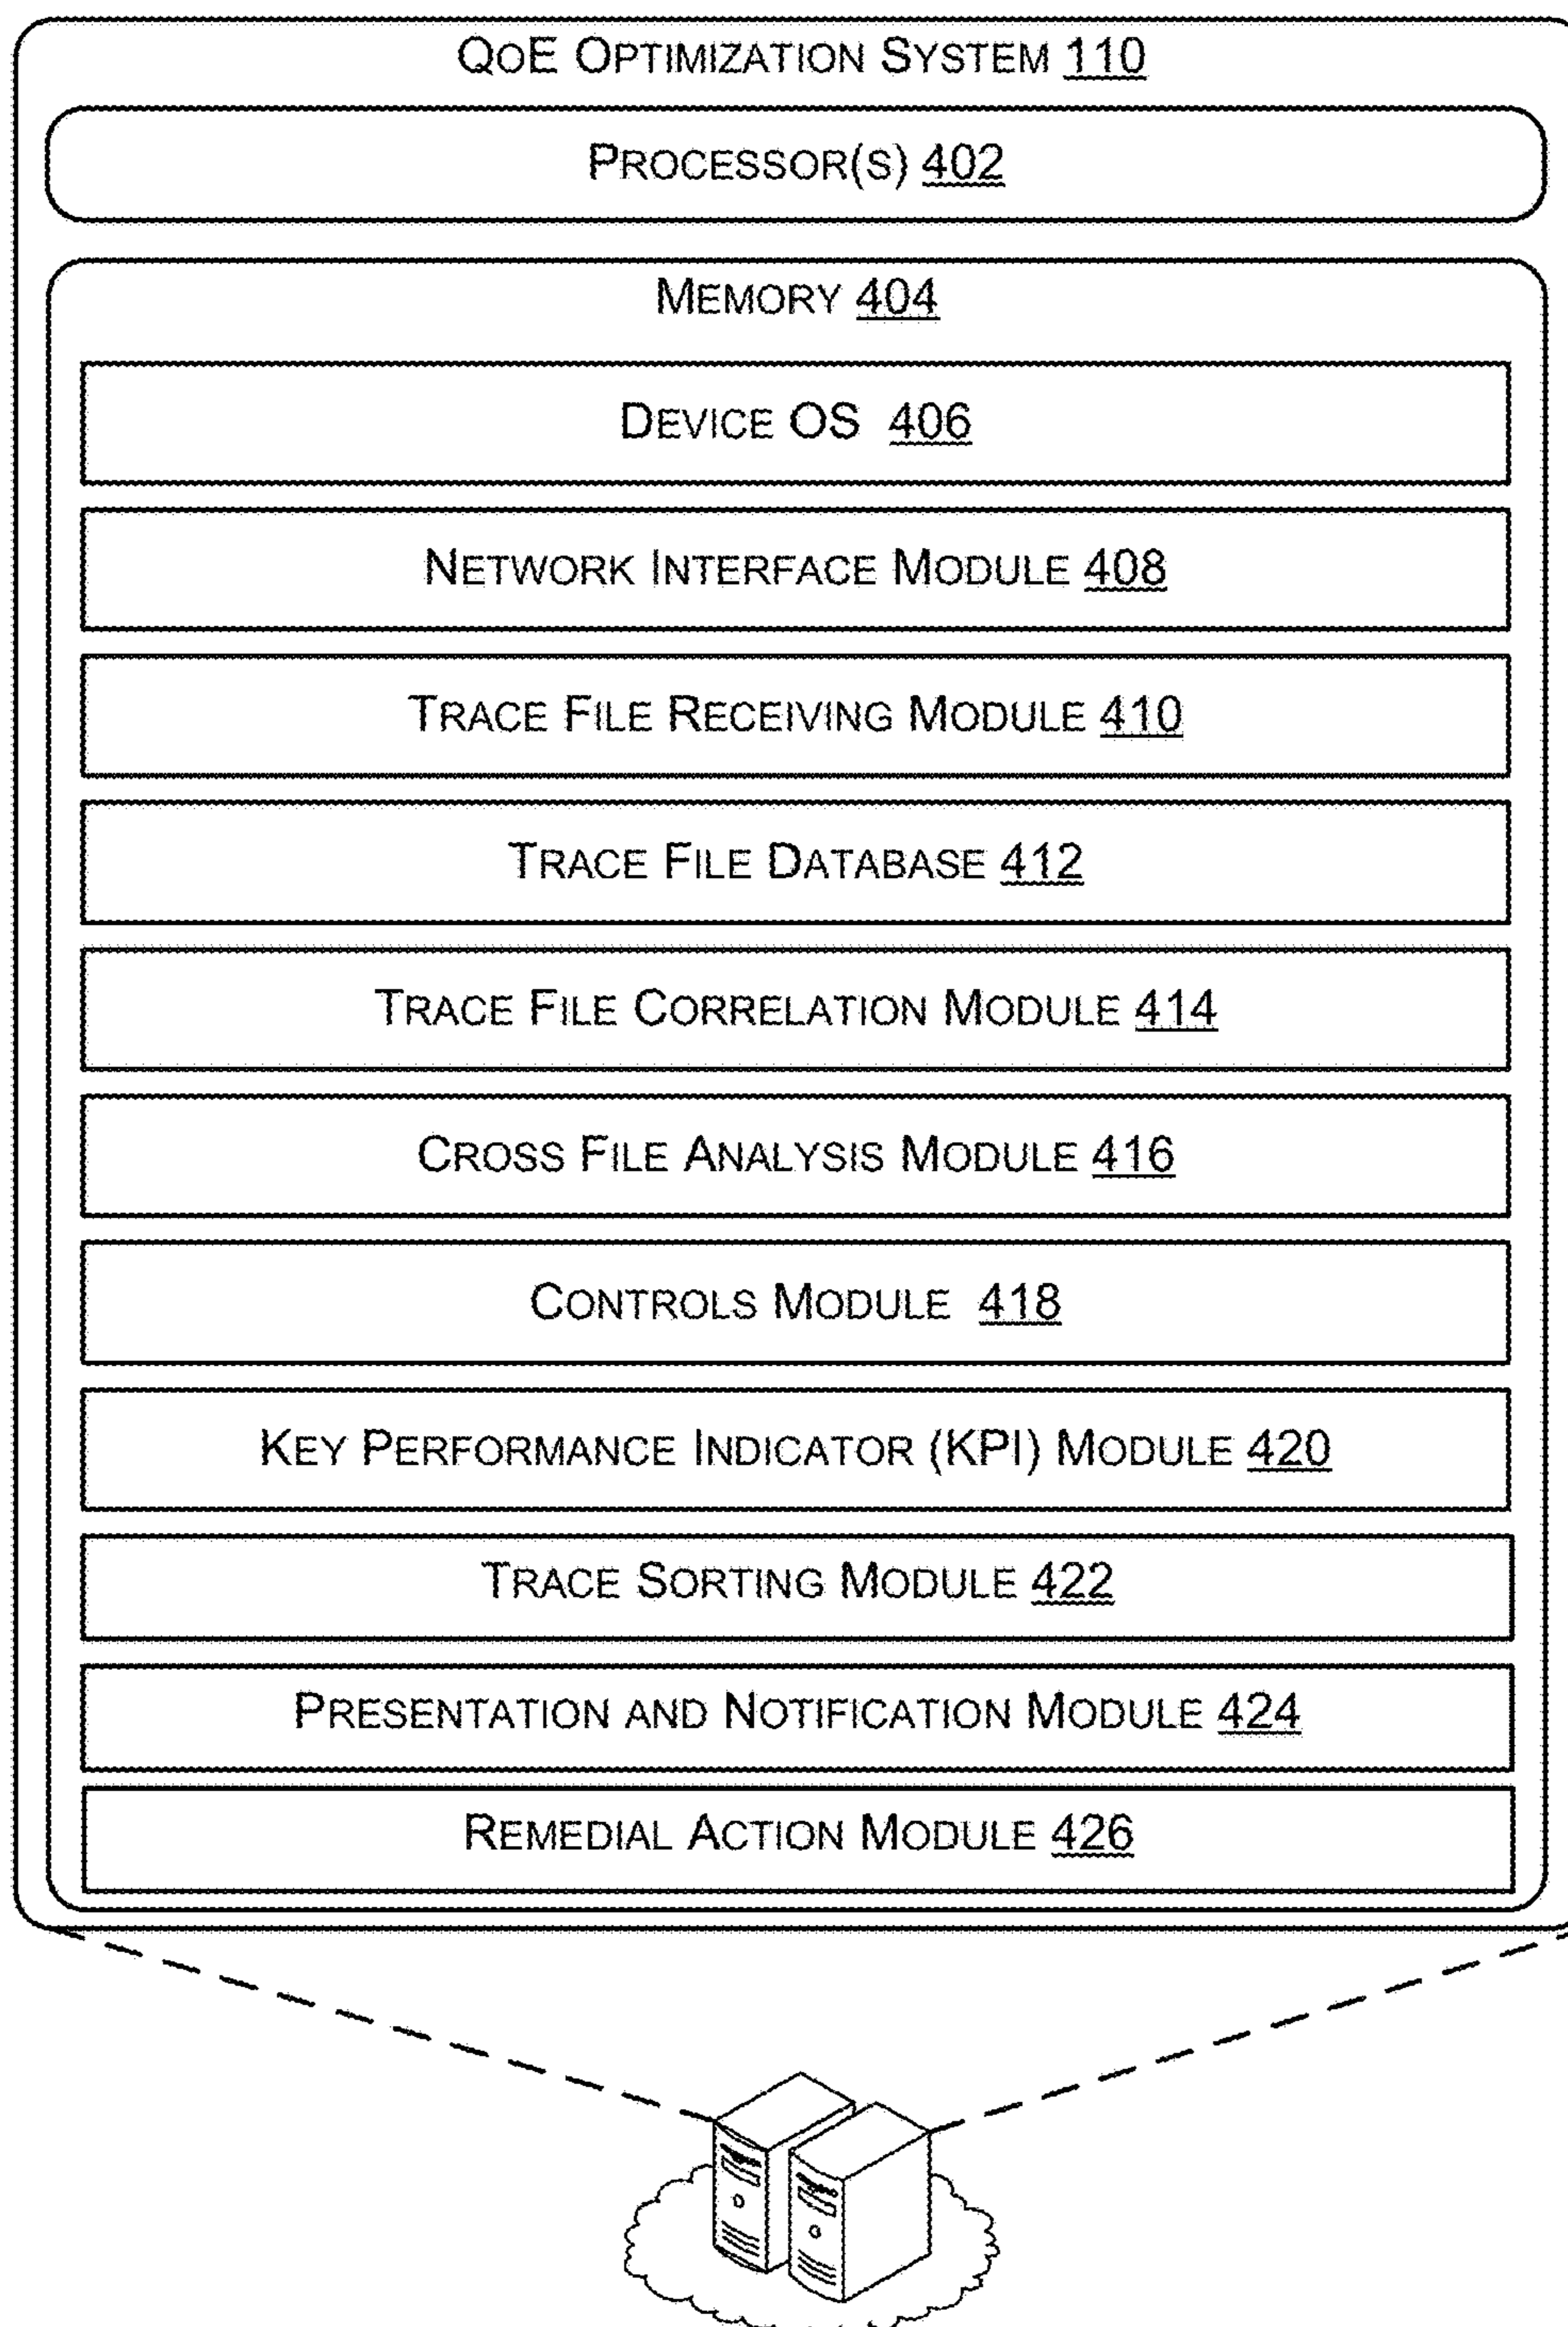 QoE Optimization System 110
Processor(s) 402
Memory 404
Device OS 406
Network Interface Module 408
Trace File Receiving Module 410
Trace File Database 412
Trace File Correlation Module 414
Cross File Analysis Module 416
Controls Module 418
Key Performance Indicator (KPI) Module 420
Trace Sorting Module 422
Presentation and Notification Module 424
Remedial Action Module 426